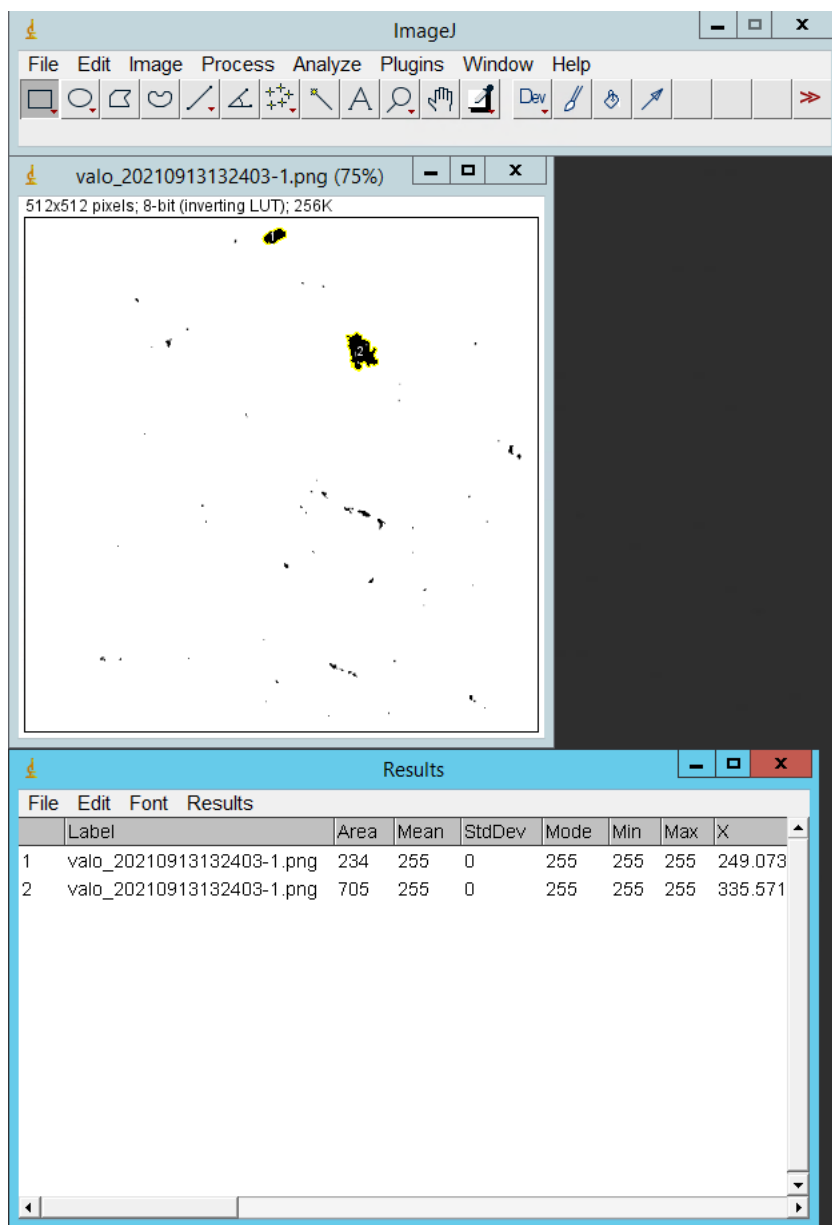 ImageJ
File Edit Image Process Analyze Plugins Window Help
Dev
valo_20210913132403-1.png (75%)
512x512 pixels; 8-bit (inverting LUT); 256K
1
2
Results
File Edit Font Results
Label Area Mean StdDev Mode Min Max X
1 valo_20210913132403-1.png 234 255 0 255 255 255 249.073
2 valo_20210913132403-1.png 705 255 0 255 255 255 335.571